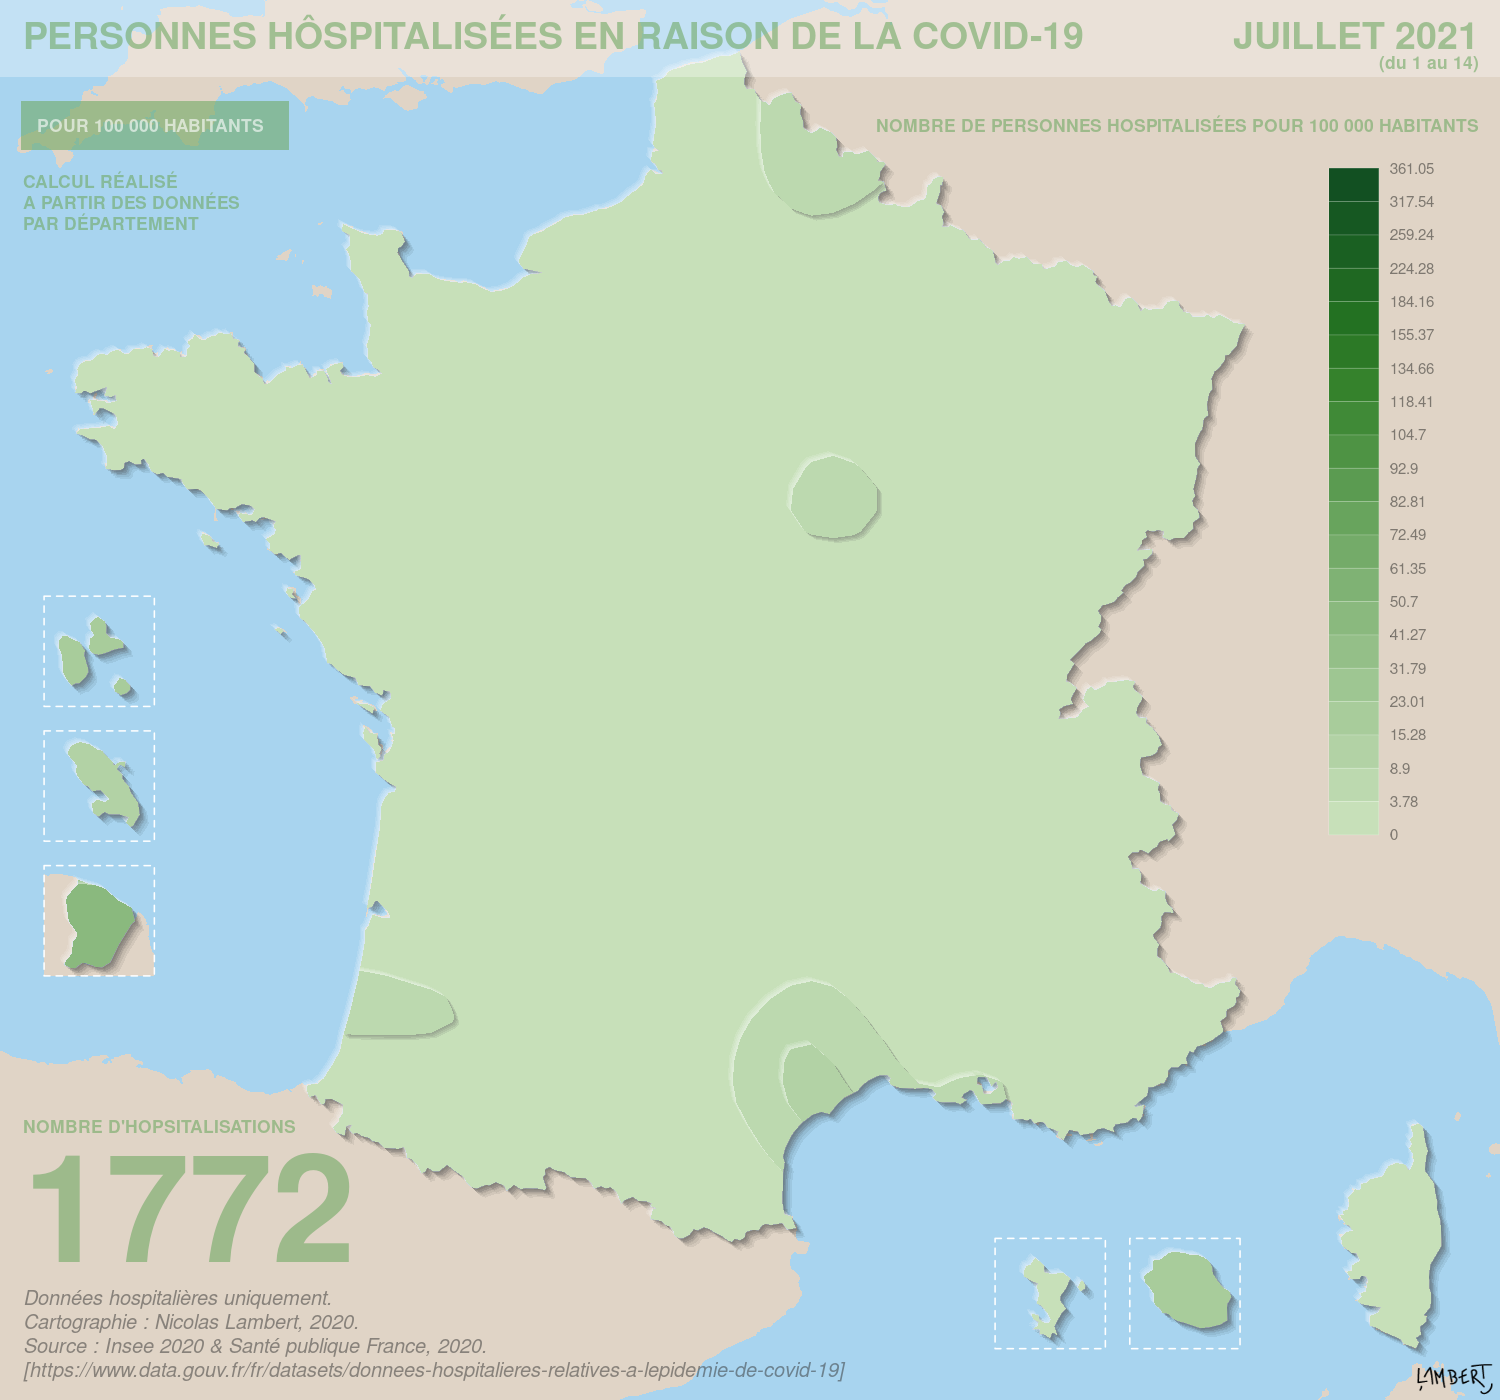 PERSONNES HÔSPITALISÉES EN RAISON DE LA COVID-19
JUILLET 2021
(du 1 au 14)
POUR 100 000 HABITANTS
CALCUL RÉALISÉ
A PARTIR DES DONNÉES
PAR DÉPARTEMENT
NOMBRE DE PERSONNES HOSPITALISÉES POUR 100 000 HABITANTS
361.05
317.54
259.24
224.28
184.16
155.37
134.66
118.41
104.7
92.9
82.81
72.49
61.35
50.7
41.27
31.79
23.01
15.28
8.9
3.78
0
NOMBRE D'HOPSITALISATIONS
1772
Données hospitalières uniquement.
Cartographie : Nicolas Lambert, 2020.
Source : Insee 2020 & Santé publique France, 2020.
[https://www.data.gouv.fr/fr/datasets/donnees-hospitalieres-relatives-a-lepidemie-de-covid-19]
LAMBERT